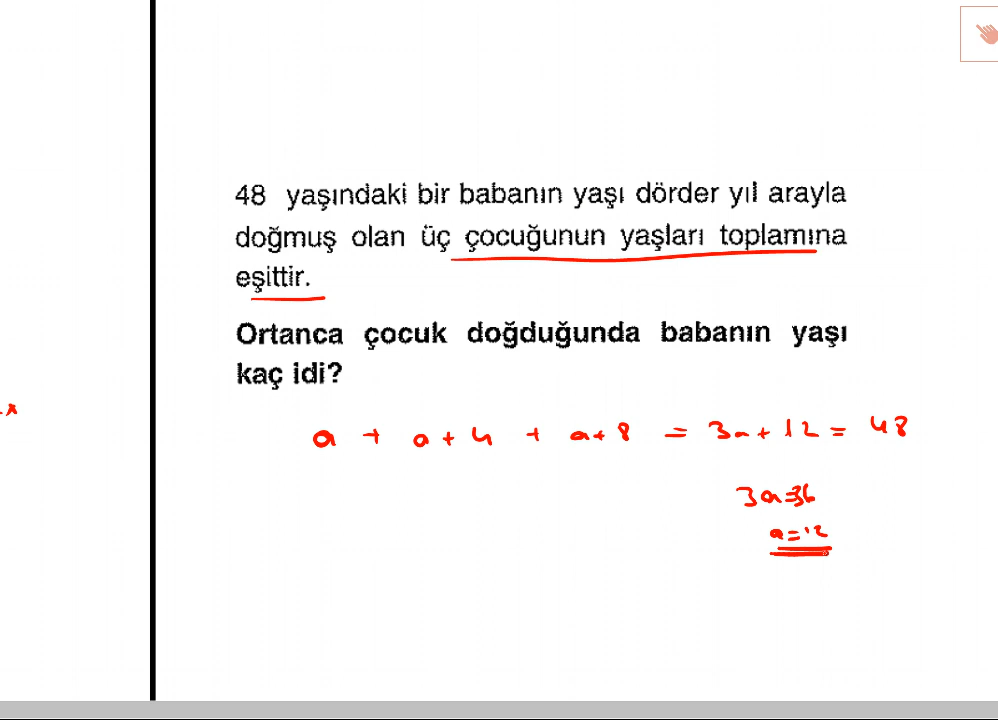 48 yaşındaki bir babanın yaşı dörder yıl arayla
doğmuş olan üç çocuğunun yaşları toplamına
eşittir.
Ortanca çocuk doğduğunda babanın yaşı
kaç idi?
a + a+4 + a+8 = 3a+12 = 48
3a=36
a=12